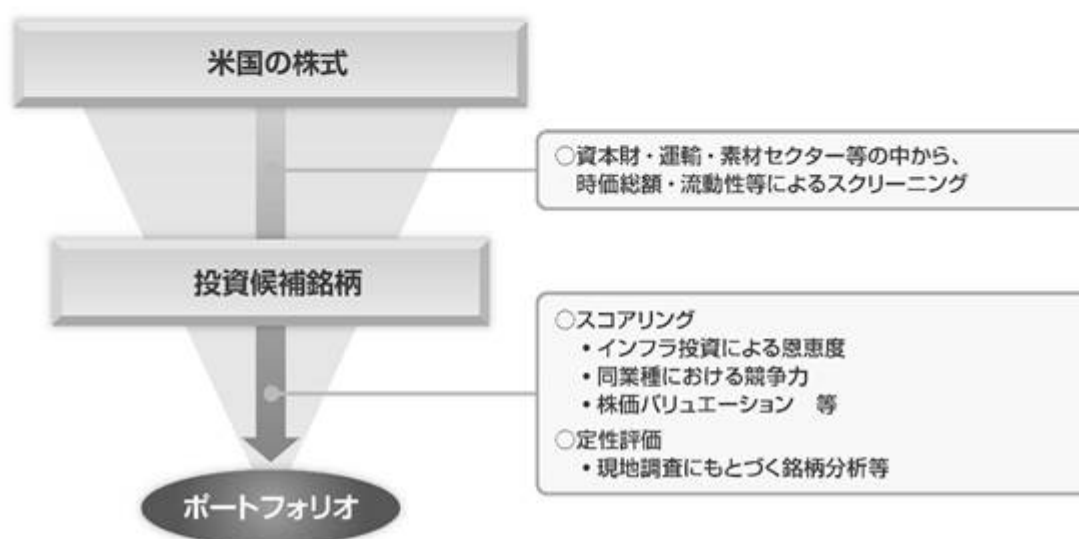 米国の株式
○資本財・運輸・素材セクター等の中から、
時価総額・流動性等によるスクリーニング
投資候補銘柄
○スコアリング
•インフラ投資による恩恵度
•同業種における競争力
•株価バリュエーション　等
○定性評価
•現地調査にもとづく銘柄分析等
ポートフォリオ